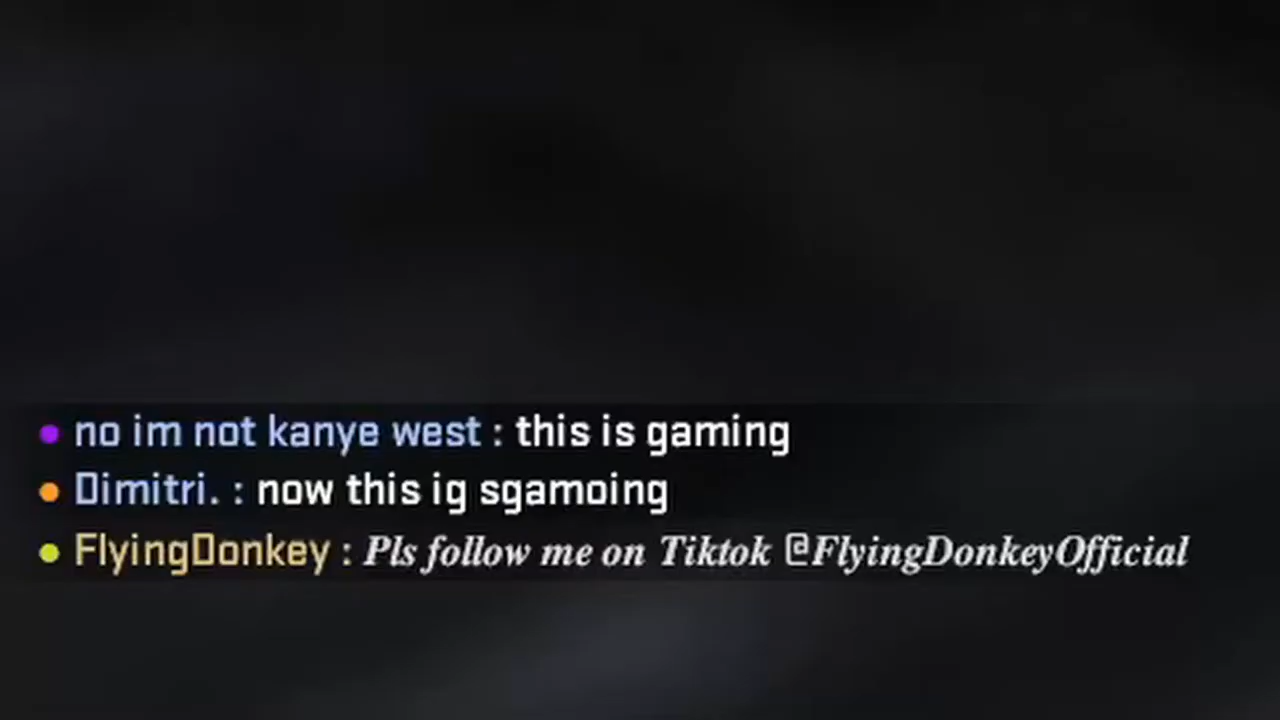 no im not kanye west : this is gaming
Dimitri. : now this ig sgamoing
FlyingDonkey : Pls follow me on Tiktok @FlyingDonkeyOfficial